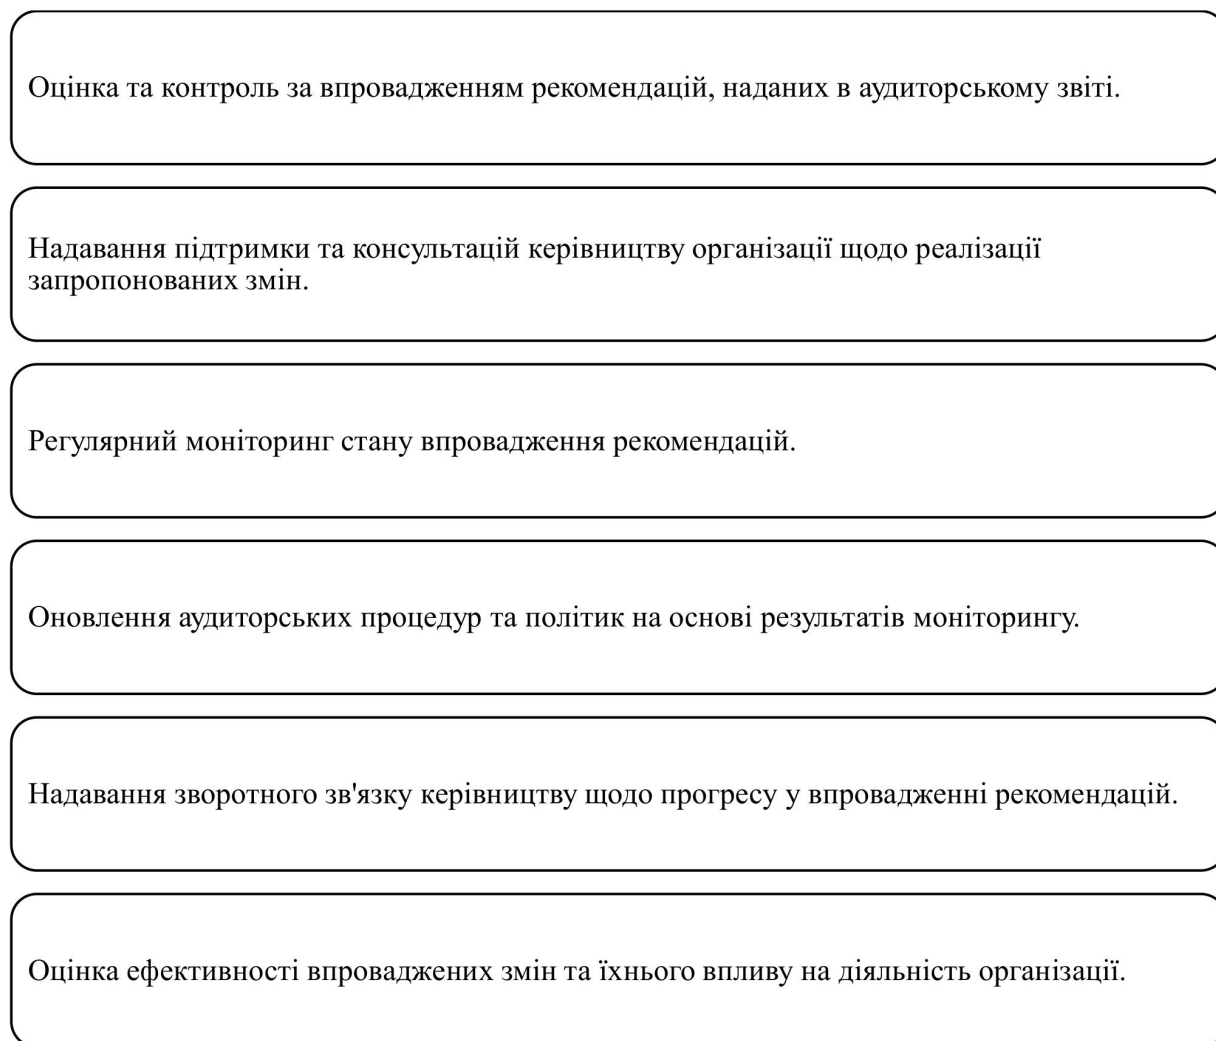 Оцінка та контроль за впровадженням рекомендацій, наданих в аудиторському звіті.
Надавання підтримки та консультацій керівництву організації щодо реалізації
запропонованих змін.
Регулярний моніторинг стану впровадження рекомендацій.
Оновлення аудиторських процедур та політик на основі результатів моніторингу.
Надавання зворотного зв'язку керівництву щодо прогресу у впровадженні рекомендацій.
Оцінка ефективності впроваджених змін та їхнього впливу на діяльність організації.